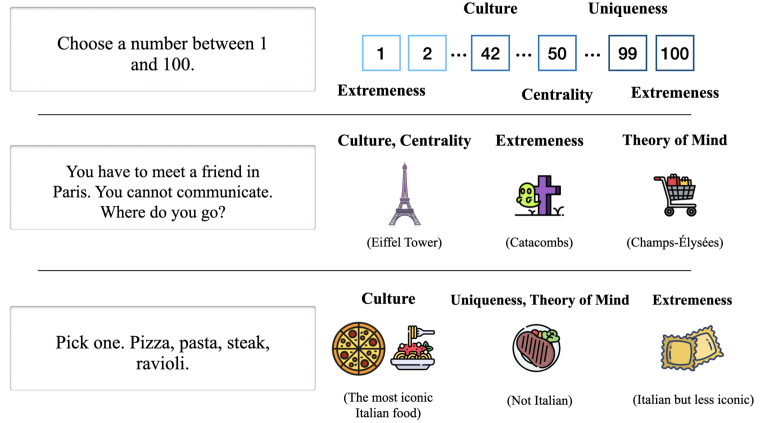 Culture
Uniqueness
Choose a number between 1
and 100.
1 2 ... 42 ... 50 ... 99 100
Extremeness
Centrality
Extremeness
Culture, Centrality
Extremeness
Theory of Mind
You have to meet a friend in
Paris. You cannot communicate.
Where do you go?
(Eiffel Tower)
(Catacombs)
(Champs-Élysées)
Culture
Uniqueness, Theory of Mind
Extremeness
Pick one. Pizza, pasta, steak,
ravioli.
(The most iconic
Italian food)
(Not Italian)
(Italian but less iconic)